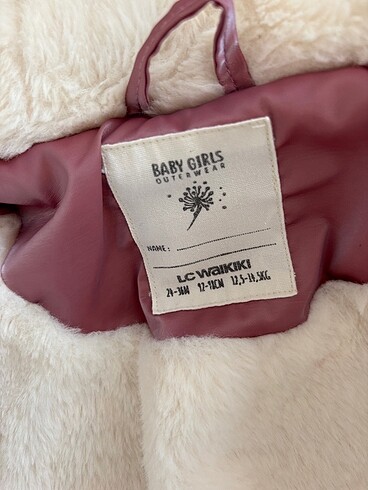 BABY GIRLS
OUTERWEAR
NAME:
LC WAIKIKI
24-36M 92-98CM 12,5-14,5KG